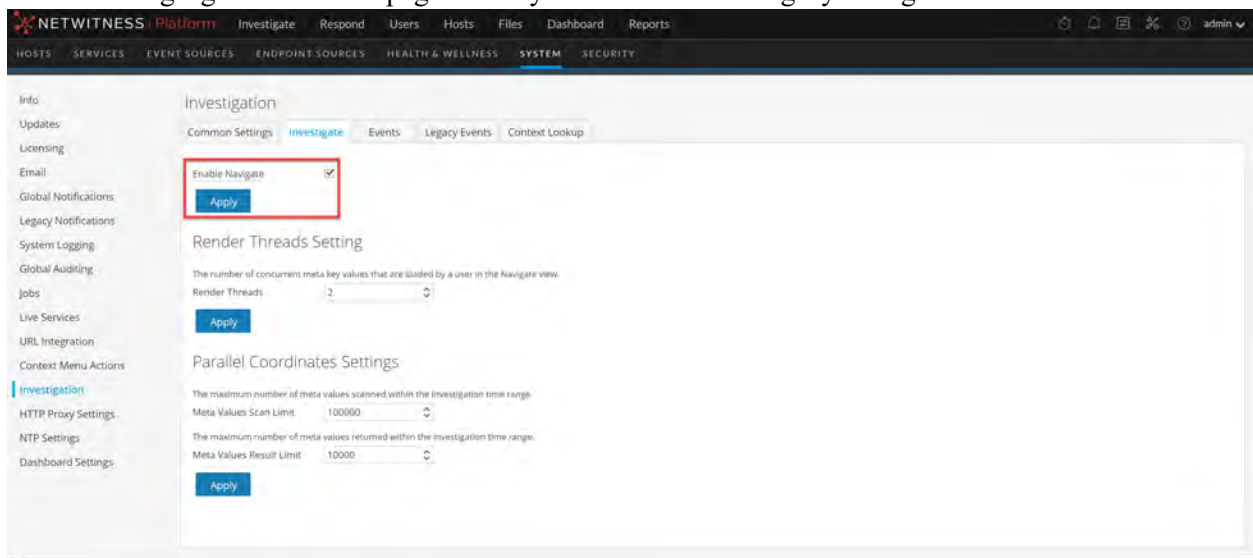 NETWITNESS Platform Investigate Respond Users Hosts Files Dashboard Reports admin
HOSTS SERVICES EVENT SOURCES ENDPOINT SOURCES HEALTH & WELLNESS SYSTEM SECURITY
Info
Updates
Licensing
Email
Global Notifications
Legacy Notifications
System Logging
Global Auditing
Jobs
Live Services
URL Integration
Context Menu Actions
Investigation
HTTP Proxy Settings
NTP Settings
Dashboard Settings
Investigation
Common Settings Investigate Events Legacy Events Context Lookup
Enable Navigate
Apply
Render Threads Setting
The number of concurrent meta key values that are loaded by a user in the Navigate view.
Render Threads 2
Apply
Parallel Coordinates Settings
The maximum number of meta values scanned within the investigation time range.
Meta Values Scan Limit 100000
The maximum number of meta values returned within the investigation time range.
Meta Values Result Limit 10000
Apply